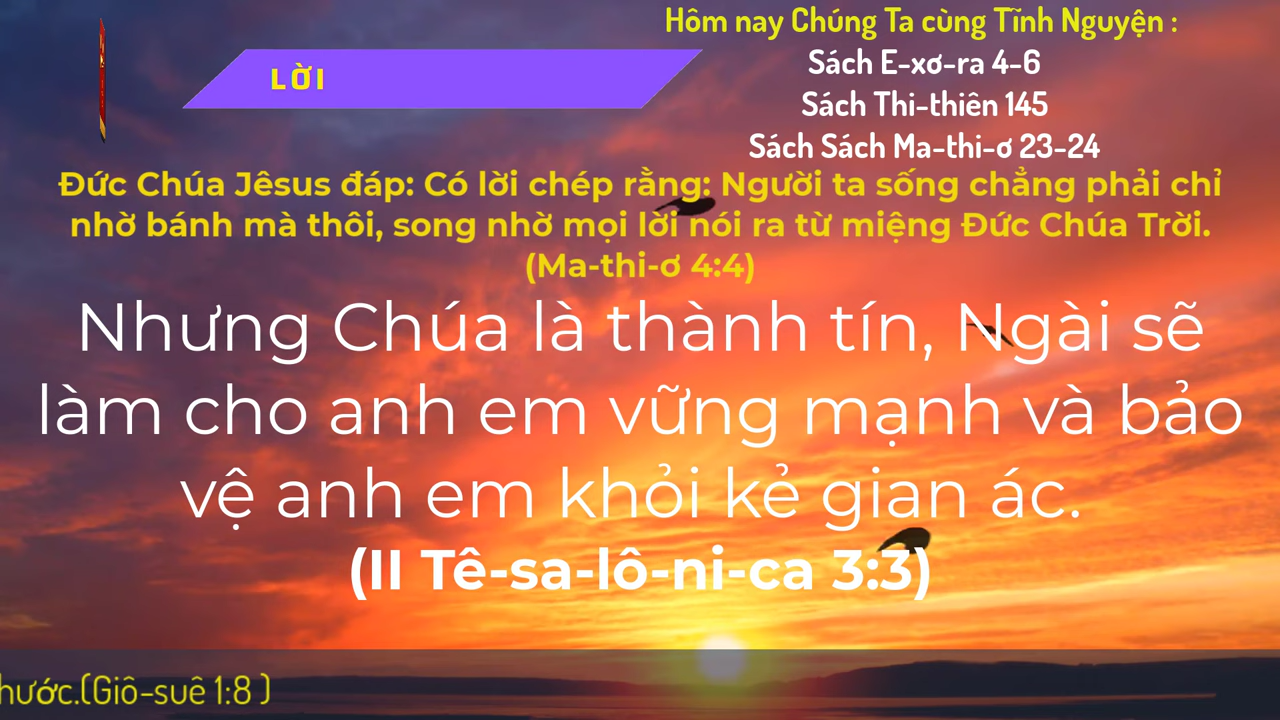 Hôm nay Chúng Ta cùng Tĩnh Nguyện :
LỜI
Sách E-xơ-ra 4-6
Sách Thi-thiên 145
Sách Sách Ma-thi-ơ 23-24
Đức Chúa Jêsus đáp: Có lời chép rằng: Người ta sống chẳng phải chỉ
nhờ bánh mà thôi, song nhờ mọi lời nói ra từ miệng Đức Chúa Trời.
(Ma-thi-ơ 4:4)
Nhưng Chúa là thành tín, Ngài sẽ
làm cho anh em vững mạnh và bảo
vệ anh em khỏi kẻ gian ác.
(II Tê-sa-lô-ni-ca 3:3)
hước.(Giô-suê 1:8 )